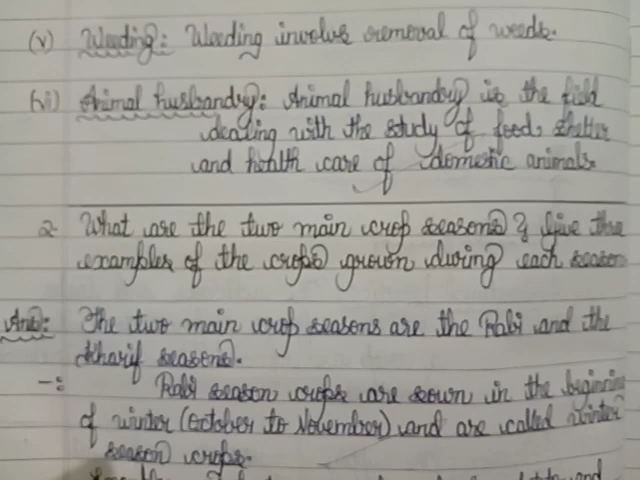 (v) Weeding: Weeding involve removal of weeds.
(vi) Animal husbandry: Animal husbandry is the field
dealing with the study of feed, shelter
and health care of domestic animals.
2 What are the two main crop seasons? Give three
examples of the crops grown during each season
Ans: The two main crop seasons are the Rabi and the
Kharif seasons.
-: Rabi season crops are sown in the beginning
of winter (October to November) and are called winter
season crops.